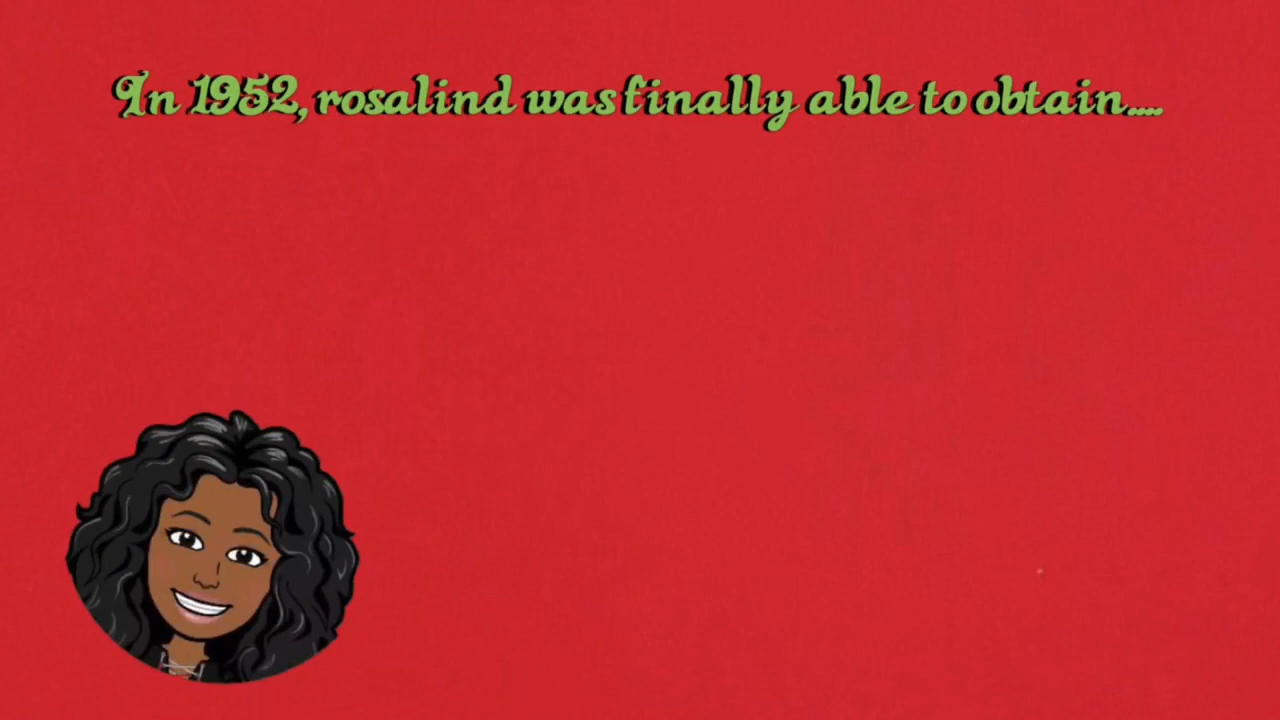 In 1952, rosalind was finally able to obtain....